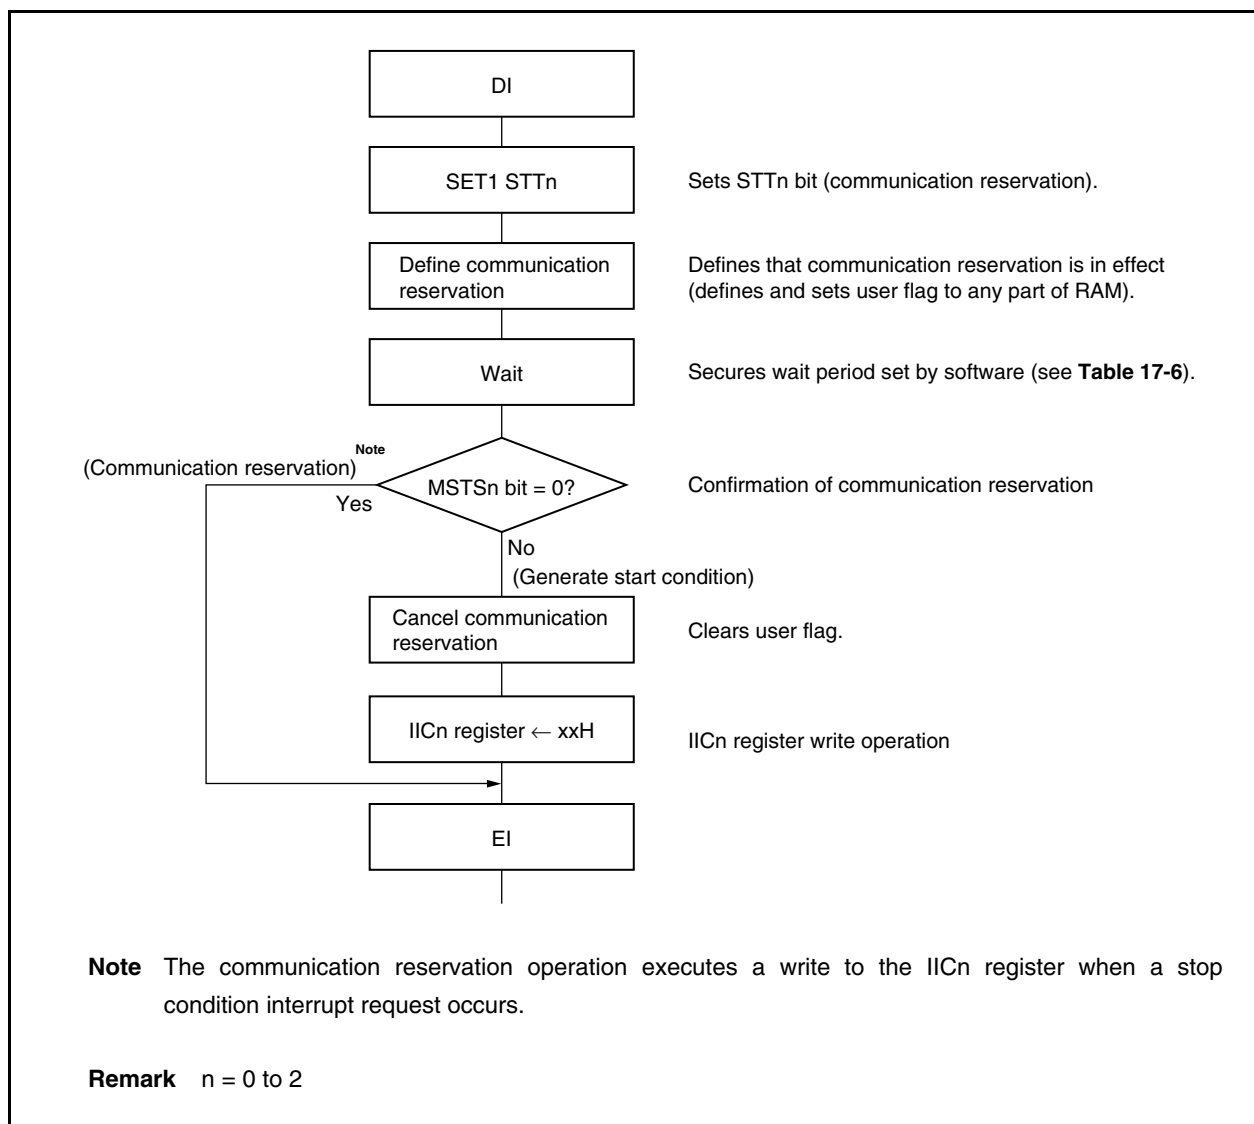 DI
SET1 STTn
Sets STTn bit (communication reservation).
Define communication
reservation
Defines that communication reservation is in effect
(defines and sets user flag to any part of RAM).
Wait
Secures wait period set by software (see Table 17-6).
(Communication reservation)Note
Yes
MSTSn bit = 0?
Confirmation of communication reservation
No
(Generate start condition)
Cancel communication
reservation
Clears user flag.
IICn register ← xxH
IICn register write operation
EI
Note The communication reservation operation executes a write to the IICn register when a stop
condition interrupt request occurs.
Remark n = 0 to 2